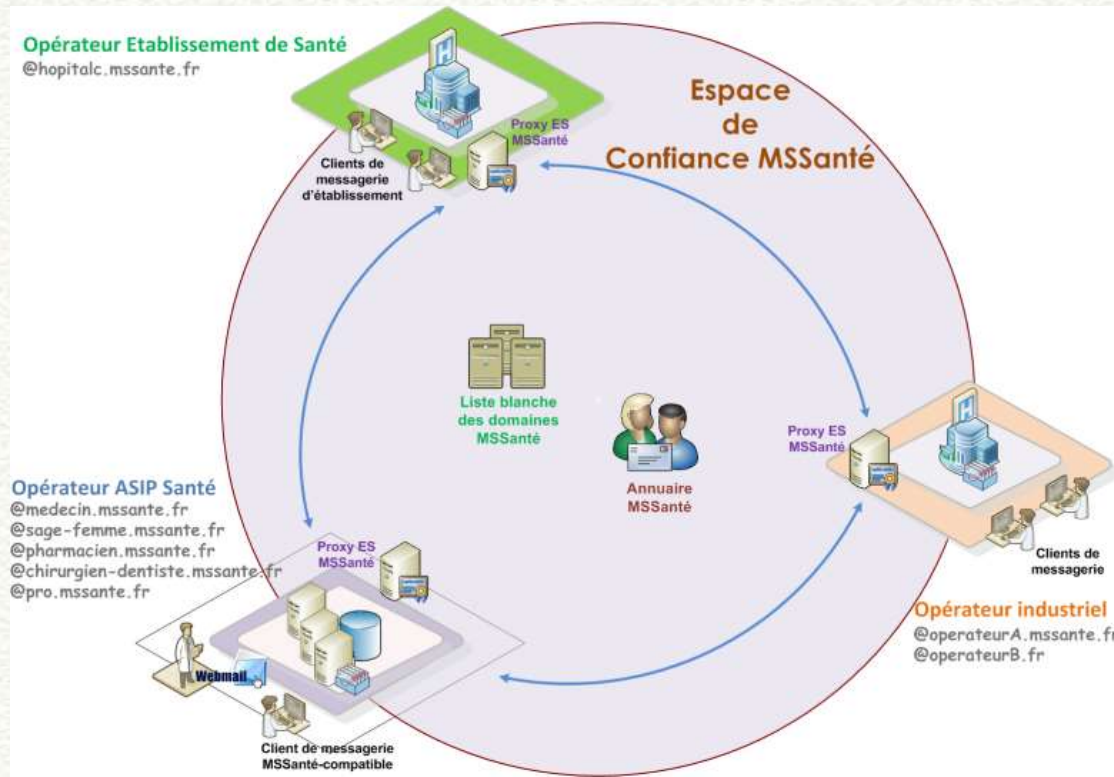 Opérateur Etablissement de Santé
@hopitalc.mssante.fr
Espace
de
Confiance MSSanté
Proxy ES
MSSanté
Clients de
messagerie
d'établissement
Liste blanche
des domaines
MSSanté
Annuaire
MSSanté
Proxy ES
MSSanté
Clients de
messagerie
Opérateur industriel
@operateurA.mssante.fr
@operateurB.fr
Opérateur ASIP Santé
@medecin.mssante.fr
@sage-femme.mssante.fr
@pharmacien.mssante.fr
@chirurgien-dentiste.mssante.fr
@pro.mssante.fr
Proxy ES
MSSanté
Webmail
Client de messagerie
MSSanté-compatible